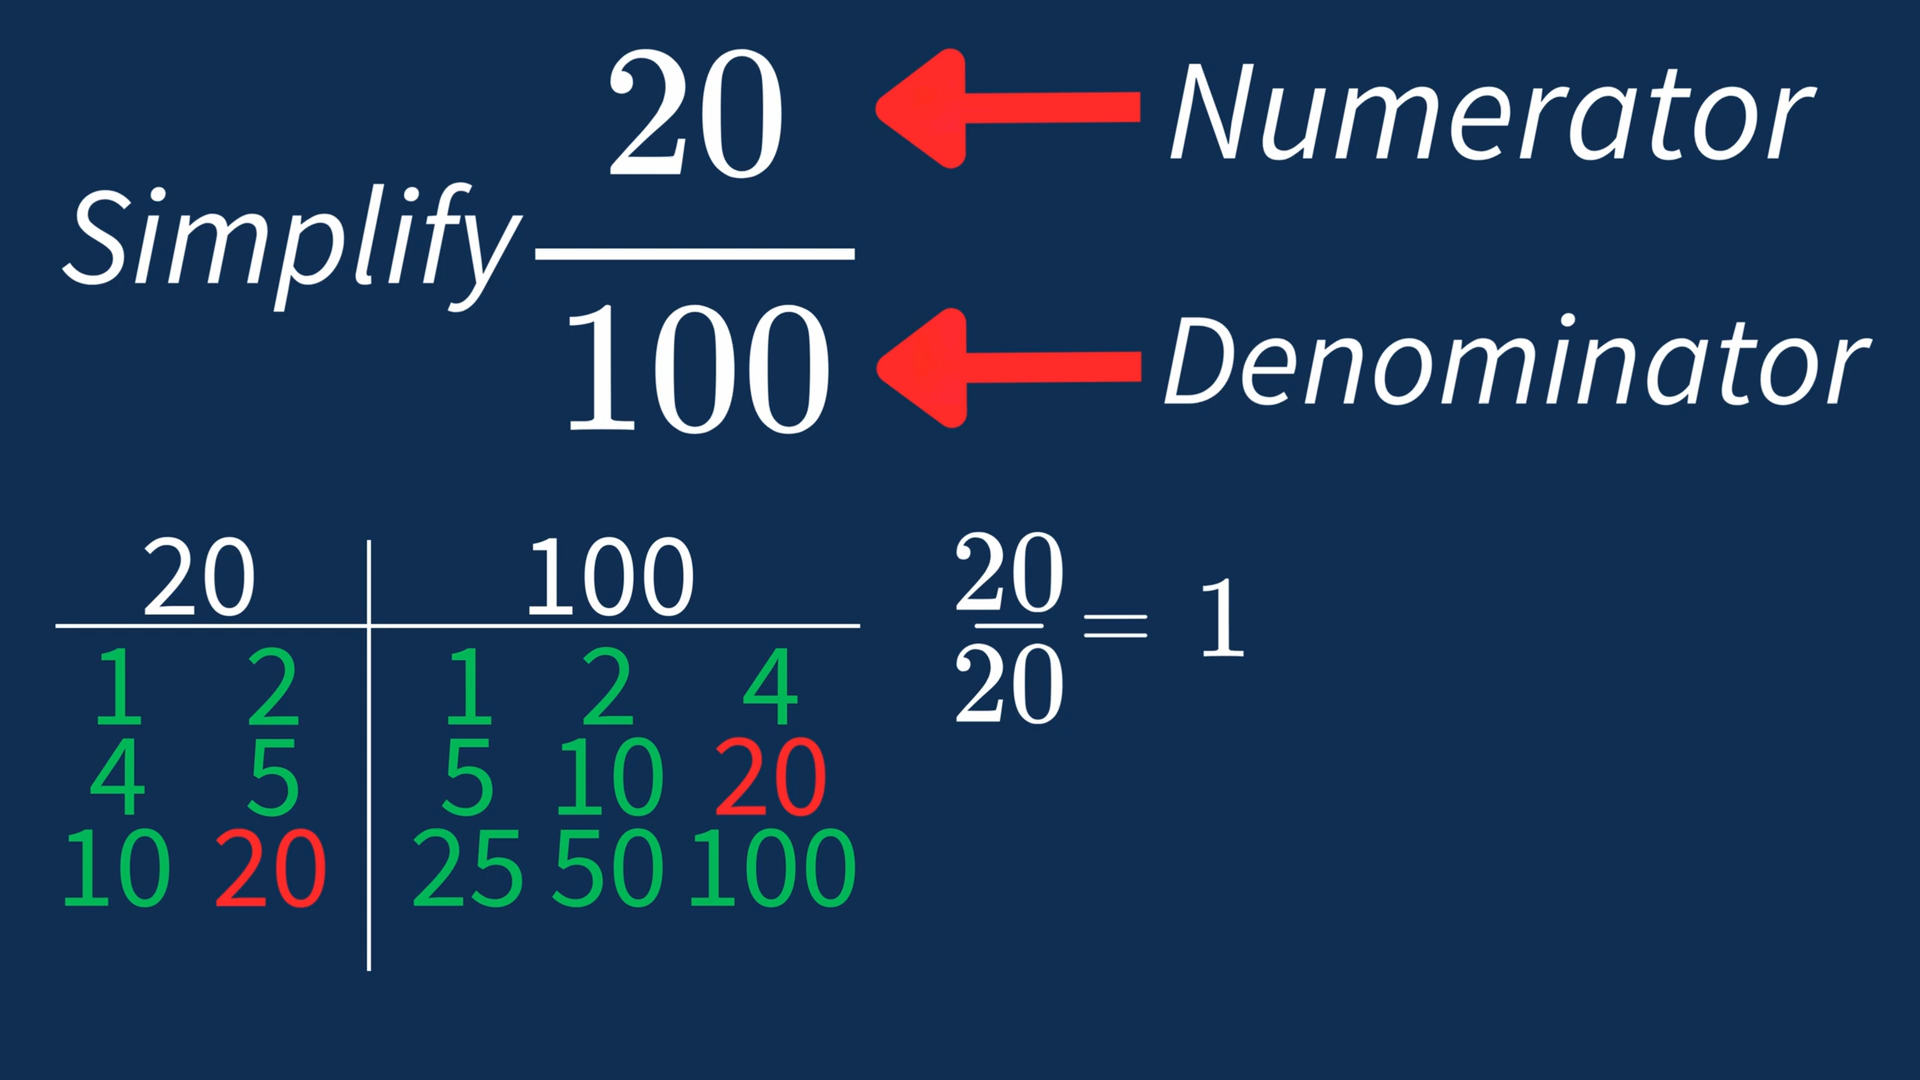 20 Numerator
Simplify
100 Denominator
20 100
1 2 1 2 4
4 5 5 10 20
10 20 25 50 100
20
= 1
20